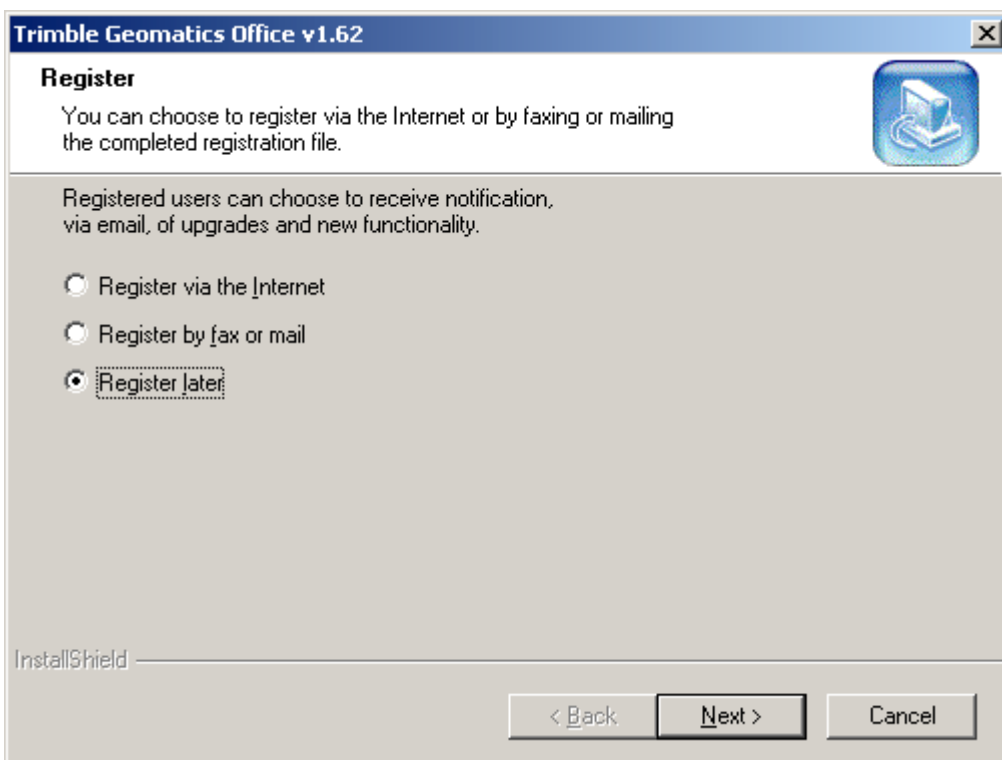 Trimble Geomatics Office v1.62
Register
You can choose to register via the Internet or by faxing or mailing
the completed registration file.
Registered users can choose to receive notification,
via email, of upgrades and new functionality.
Register via the Internet
Register by fax or mail
Register later
InstallShield
< Back
Next >
Cancel